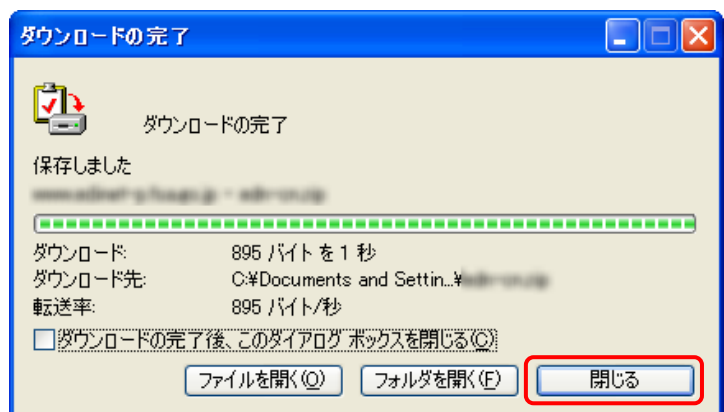 ダウンロードの完了
ダウンロードの完了
保存しました
ダウンロード: 895 バイト を 1 秒
ダウンロード先: C:¥Documents and Settin...¥
転送率: 895 バイト/秒
ダウンロードの完了後、このダイアログ ボックスを閉じる(C)
ファイルを開く(O) フォルダを開く(F) 閉じる